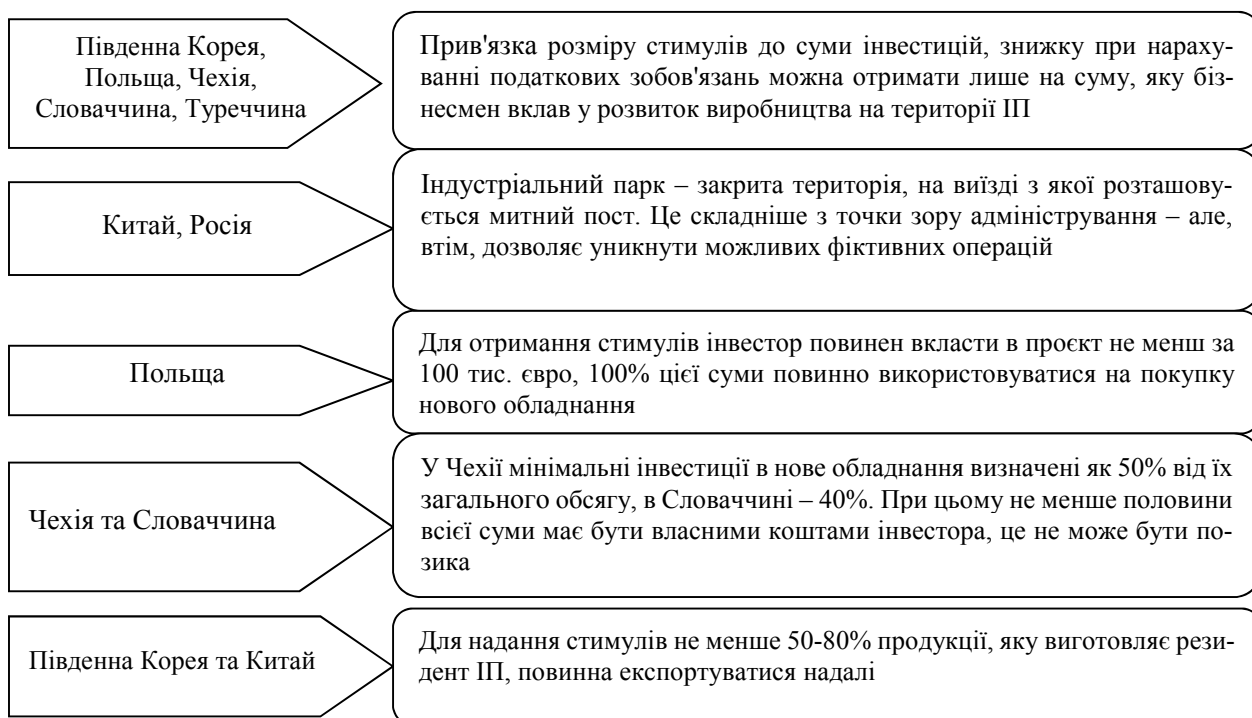 Південна Корея,
Польща, Чехія,
Словаччина, Туреччина
Прив'язка розміру стимулів до суми інвестицій, знижку при нараху-
ванні податкових зобов'язань можна отримати лише на суму, яку біз-
несмен вклав у розвиток виробництва на території ІП
Китай, Росія
Індустріальний парк – закрита територія, на виїзді з якої розташову-
ється митний пост. Це складніше з точки зору адміністрування – але,
втім, дозволяє уникнути можливих фіктивних операцій
Польща
Для отримання стимулів інвестор повинен вкласти в проєкт не менш за
100 тис. євро, 100% цієї суми повинно використовуватися на покупку
нового обладнання
Чехія та Словаччина
У Чехії мінімальні інвестиції в нове обладнання визначені як 50% від їх
загального обсягу, в Словаччині – 40%. При цьому не менше половини
всієї суми має бути власними коштами інвестора, це не може бути по-
зика
Південна Корея та Китай
Для надання стимулів не менше 50-80% продукції, яку виготовляє рези-
дент ІП, повинна експортуватися надалі